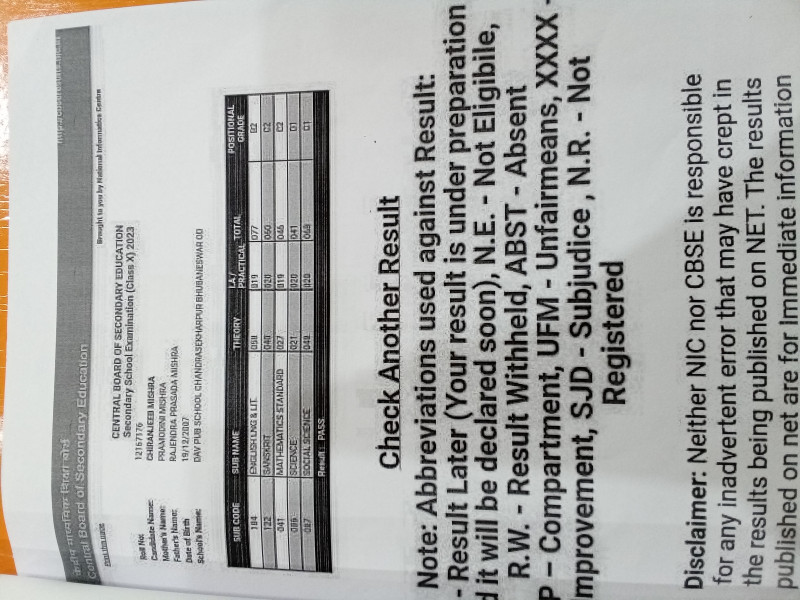 केन्द्रीय माध्यमिक शिक्षा बोर्ड
Central Board of Secondary Education
Brought to you by National Informatics Centre
CENTRAL BOARD OF SECONDARY EDUCATION
Secondary School Examination (Class X) 2023
Roll No: 12167176
Candidate Name: CHIRANJEEB MISHRA
Mother's Name: PRAMODINI MISHRA
Father's Name: RAJENDRA PRASADA MISHRA
Date of Birth 19/12/2007
School's Name: DAV PUB SCHOOL CHANDRASEKHARPUR BHUBANESWAR OD
SUB CODE SUB NAME THEORY I.A / PRACTICAL TOTAL POSITIONAL GRADE
184 ENGLISH LNG & LIT. 058 019 077 B2
122 SANSKRIT 040 020 060 C2
041 MATHEMATICS STANDARD 027 019 046 C2
086 SCIENCE 021 020 041 D1
087 SOCIAL SCIENCE 020 C1
Result: PASS
Check Another Result
Note: Abbreviations used against Result:
- Result Later (Your result is under preparation
d it will be declared soon), N.E. - Not Eligibile,
R.W. - Result Withheld, ABST - Absent
P – Compartment, UFM - Unfairmeans, XXXX -
mprovement, SJD - Subjudice , N.R. - Not
Registered
Disclaimer: Neither NIC nor CBSE is responsible
for any inadvertent error that may have crept in
the results being published on NET. The results
published on net are for immediate information